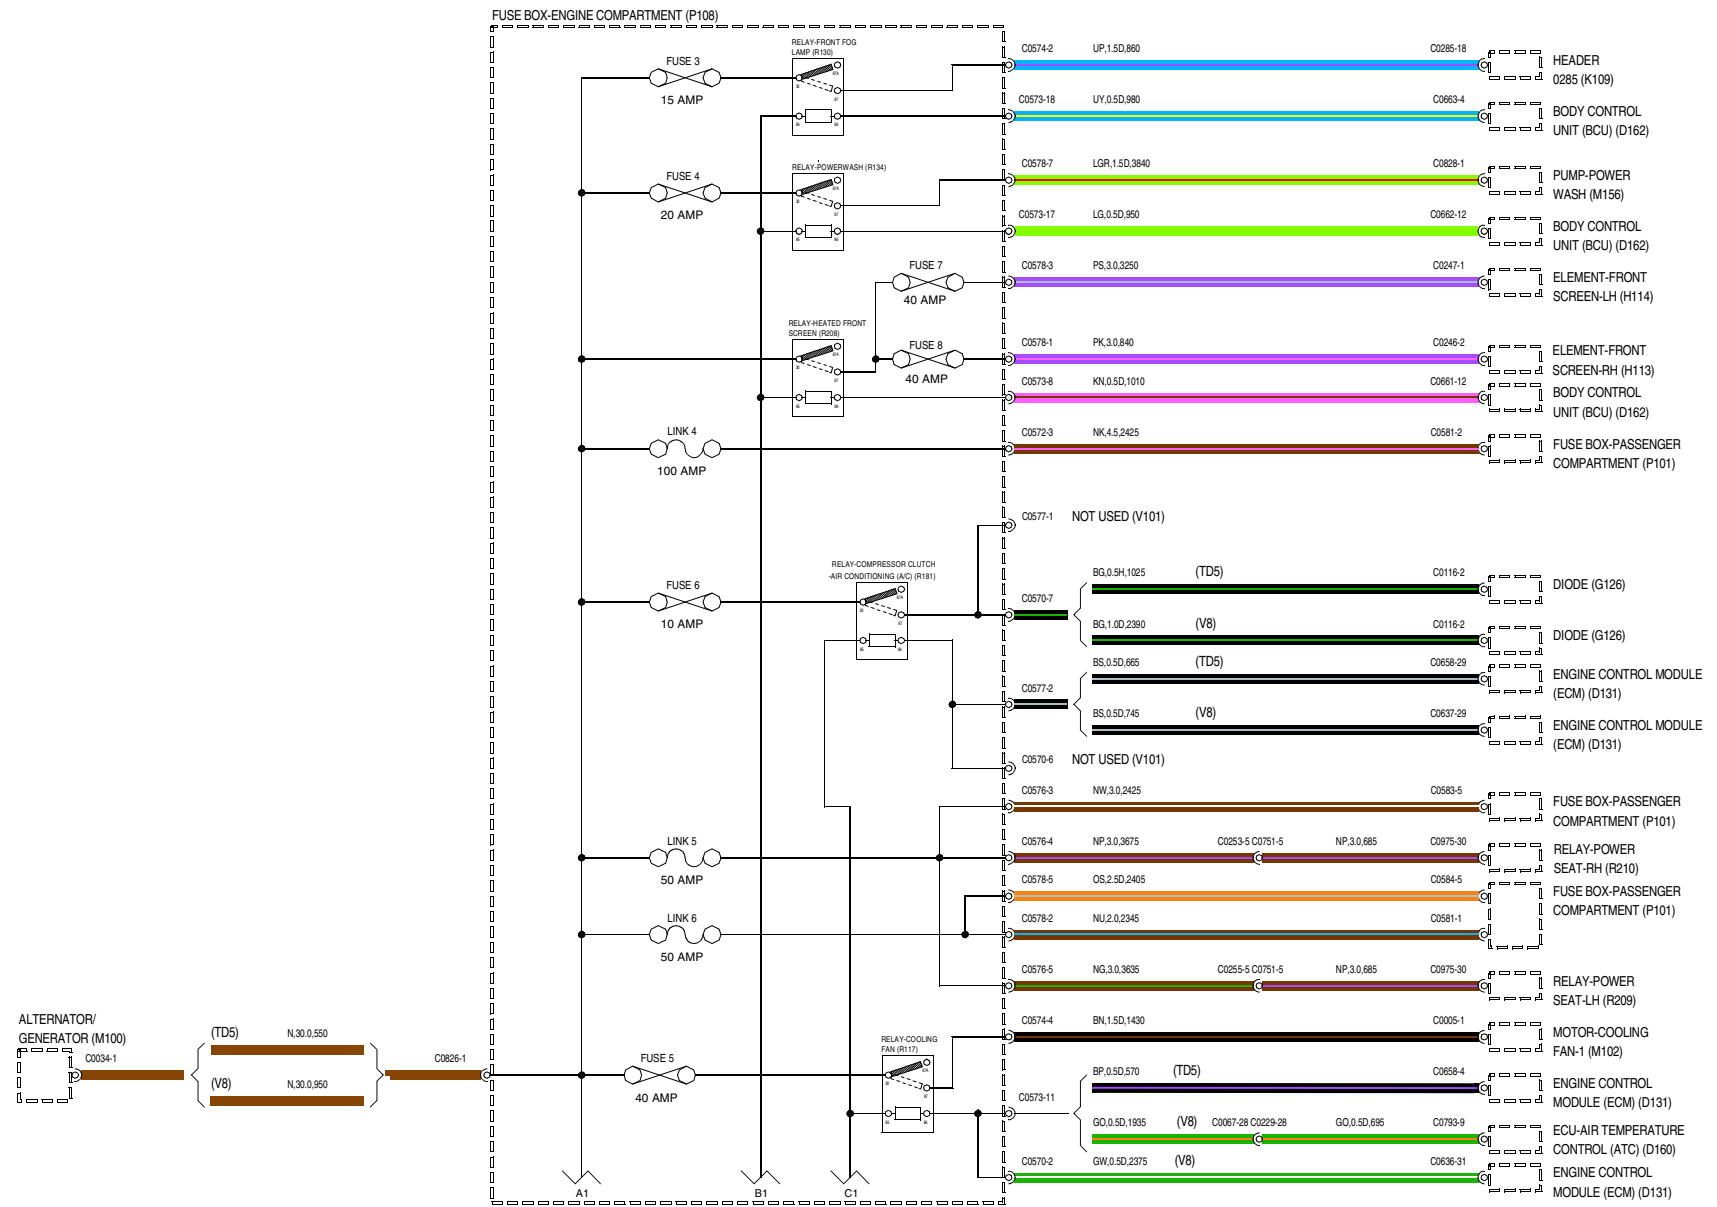 FUSE BOX-ENGINE COMPARTMENT (P108)
RELAY-FRONT FOG
LAMP (R130)
FUSE 3
15 AMP
C0574-2 UP,1.5D,860 C0285-18
HEADER
0285 (K109)
C0573-18 UY,0.5D,980 C0663-4
BODY CONTROL
UNIT (BCU) (D162)
RELAY-POWERWASH (R134)
FUSE 4
20 AMP
C0578-7 LGR,1.5D,3840 C0828-1
PUMP-POWER
WASH (M156)
C0573-17 LG,0.5D,950 C0662-12
BODY CONTROL
UNIT (BCU) (D162)
FUSE 7
40 AMP
C0578-3 PS,3.0,3250 C0247-1
ELEMENT-FRONT
SCREEN-LH (H114)
RELAY-HEATED FRONT
SCREEN (R208)
FUSE 8
40 AMP
C0578-1 PK,3.0,840 C0246-2
ELEMENT-FRONT
SCREEN-RH (H113)
C0573-8 KN,0.5D,1010 C0661-12
BODY CONTROL
UNIT (BCU) (D162)
LINK 4
100 AMP
C0572-3 NK,4.5,2425 C0581-2
FUSE BOX-PASSENGER
COMPARTMENT (P101)
C0577-1 NOT USED (V101)
RELAY-COMPRESSOR CLUTCH
-AIR CONDITIONING (A/C) (R181)
FUSE 6
10 AMP
C0570-7
BG,0.5H,1025 (TD5) C0116-2
DIODE (G126)
BG,1.0D,2390 (V8) C0116-2
DIODE (G126)
C0577-2
BS,0.5D,665 (TD5) C0658-29
ENGINE CONTROL MODULE
(ECM) (D131)
BS,0.5D,745 (V8) C0637-29
ENGINE CONTROL MODULE
(ECM) (D131)
C0570-6 NOT USED (V101)
C0576-3 NW,3.0,2425 C0583-5
FUSE BOX-PASSENGER
COMPARTMENT (P101)
LINK 5
50 AMP
C0576-4 NP,3.0,3675 C0253-5 C0751-5 NP,3.0,685 C0975-30
RELAY-POWER
SEAT-RH (R210)
C0578-5 OS,2.5D,2405 C0584-5
FUSE BOX-PASSENGER
COMPARTMENT (P101)
LINK 6
50 AMP
C0578-2 NU,2.0,2345 C0581-1
C0576-5 NG,3.0,3635 C0255-5 C0751-5 NP,3.0,685 C0975-30
RELAY-POWER
SEAT-LH (R209)
ALTERNATOR/
GENERATOR (M100)
C0034-1
(TD5) N,30.0,550
(V8) N,30.0,950
C0826-1
RELAY-COOLING
FAN (R117)
FUSE 5
40 AMP
C0574-4 BN,1.5D,1430 C0005-1
MOTOR-COOLING
FAN-1 (M102)
C0573-11
BP,0.5D,570 (TD5) C0658-4
ENGINE CONTROL
MODULE (ECM) (D131)
GO,0.5D,1935 (V8) C0067-28 C0229-28 GO,0.5D,695 C0793-9
ECU-AIR TEMPERATURE
CONTROL (ATC) (D160)
C0570-2 GW,0.5D,2375 (V8) C0636-31
ENGINE CONTROL
MODULE (ECM) (D131)
A1 B1 C1